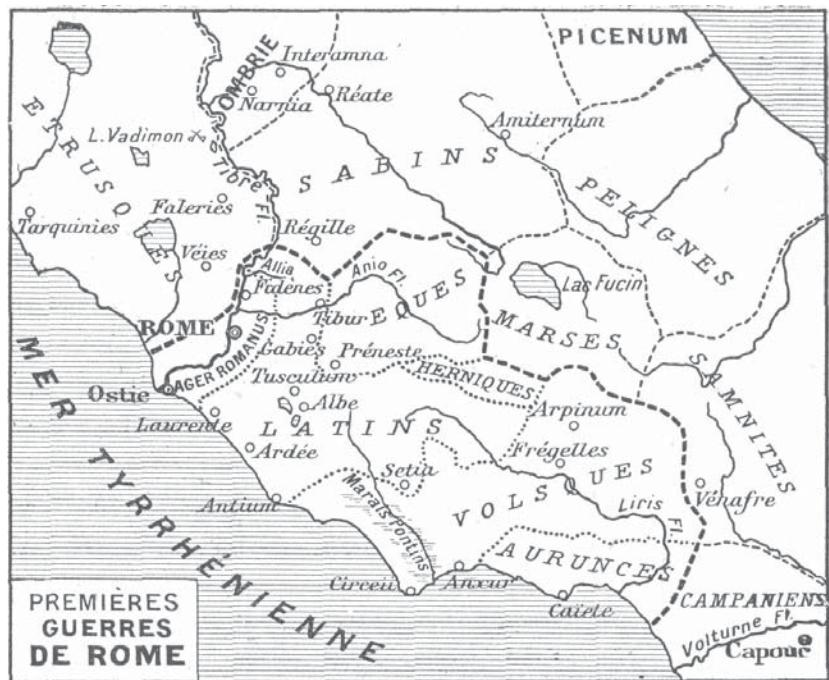 PICENUM
OMBRIE
Interamna
Narnia
Réate
Amiternum
ETRUSQUES
L. Vadimon
Tibre Fl.
SABINS
PELIGNES
Faleries
Tarquinies
Régille
Véies
Allia
Anio Fl.
Lac Fucin
Fidènes
ROME
Tibur
EQUES
MARSES
AGER ROMANUS
Gabies
Préneste
HERNIQUES
SAMNITES
Ostie
Tusculum
Albe
Laurente
LATINS
Arpinum
Ardée
Frégelles
Setia
VOLSQUES
Vénafre
Antium
Marais Pontins
Liris Fl.
AURUNCES
Circeii
Anxur
Caïete
CAMPANIENS
Volturne Fl.
Capoue
MER TYRRHÉNIENNE
PREMIÈRES
GUERRES
DE ROME